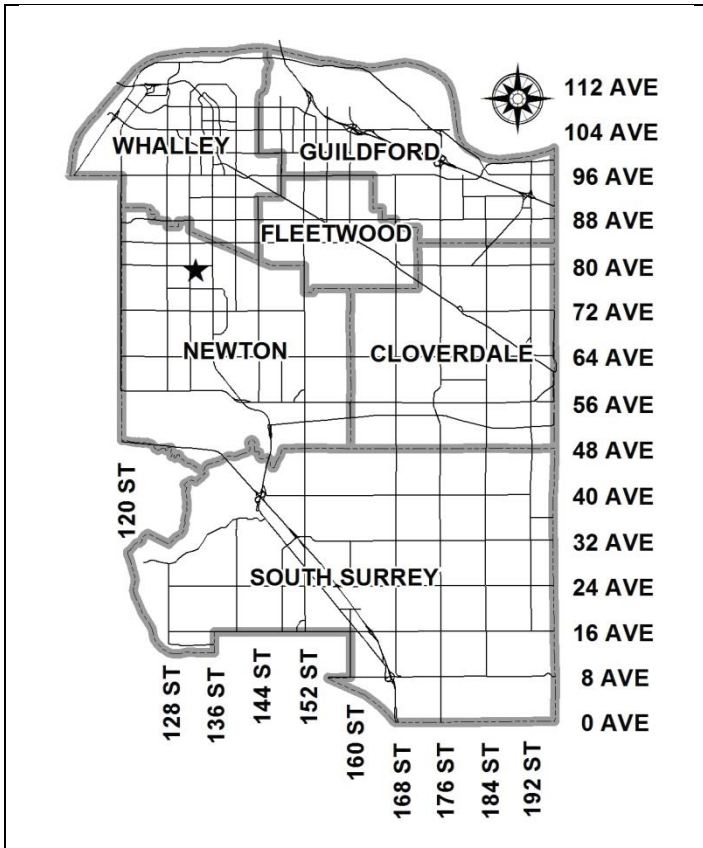 112 AVE
104 AVE
WHALLEY
GUILDFORD
96 AVE
88 AVE
FLEETWOOD
80 AVE
72 AVE
NEWTON
CLOVERDALE
64 AVE
56 AVE
48 AVE
120 ST
40 AVE
32 AVE
SOUTH SURREY
24 AVE
16 AVE
128 ST
136 ST
144 ST
152 ST
160 ST
8 AVE
0 AVE
168 ST
176 ST
184 ST
192 ST